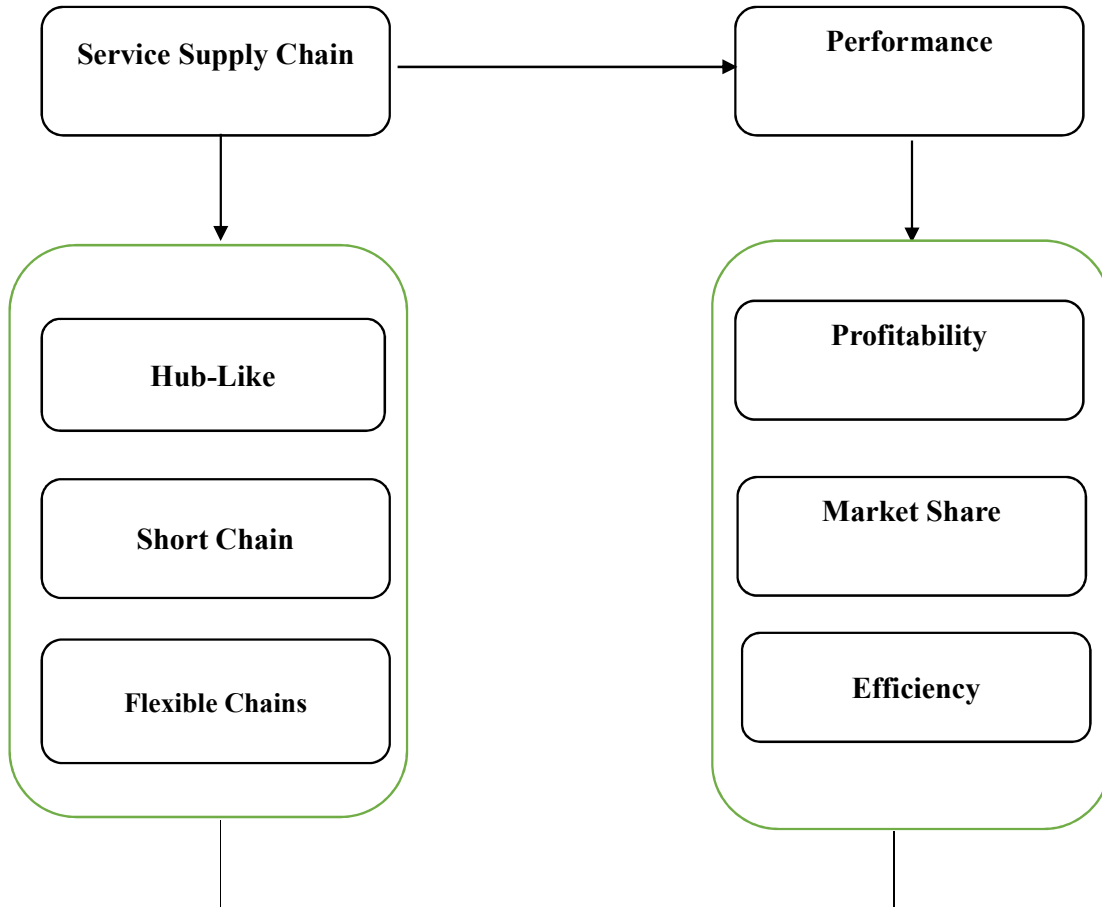 Service Supply Chain
Performance
Hub-Like
Short Chain
Flexible Chains
Profitability
Market Share
Efficiency